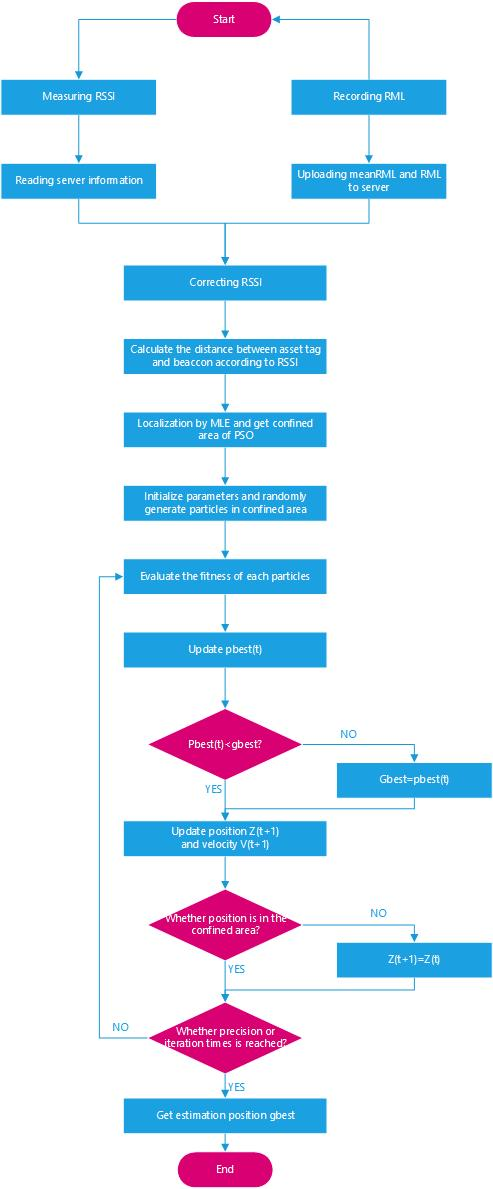 Start
Measuring RSSI
Recording RML
Reading server information
Uploading meanRML and RML
to server
Correcting RSSI
Calculate the distance between asset tag
and beaccon according to RSSI
Localization by MLE and get confined
area of PSO
Initialize parameters and randomly
generate particles in confined area
Evaluate the fitness of each particles
Update pbest(t)
Pbest(t)<gbest?
NO
YES
Gbest=pbest(t)
Update position Z(t+1)
and velocity V(t+1)
Whether position is in the
confined area?
NO
YES
Z(t+1)=Z(t)
Whether precision or
iteration times is reached?
NO
YES
Get estimation position gbest
End